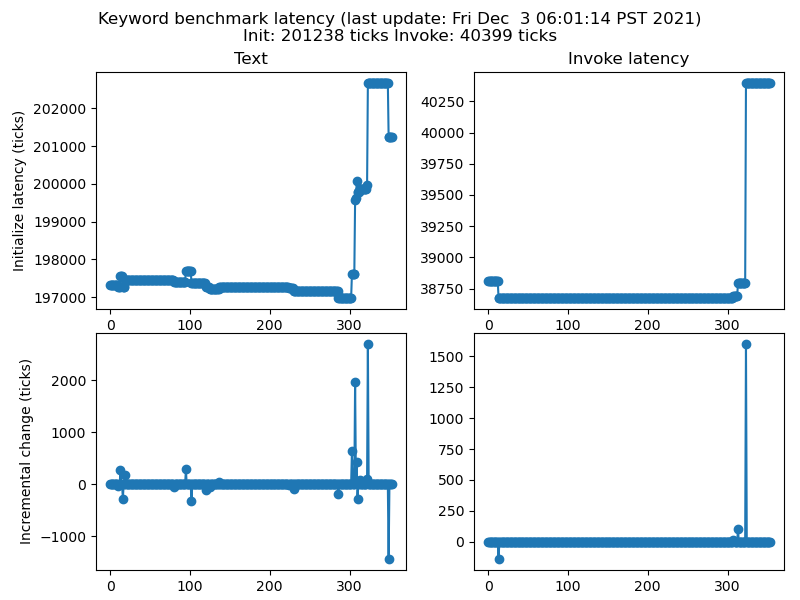 Keyword benchmark latency (last update: Fri Dec  3 06:01:14 PST 2021)
Init: 201238 ticks Invoke: 40399 ticks
Text
Invoke latency
Initialize latency (ticks)
202000
201000
200000
199000
198000
197000
0 100 200 300
40250
40000
39750
39500
39250
39000
38750
0 100 200 300
Incremental change (ticks)
2000
1000
0
−1000
0 100 200 300
1500
1250
1000
750
500
250
0
0 100 200 300